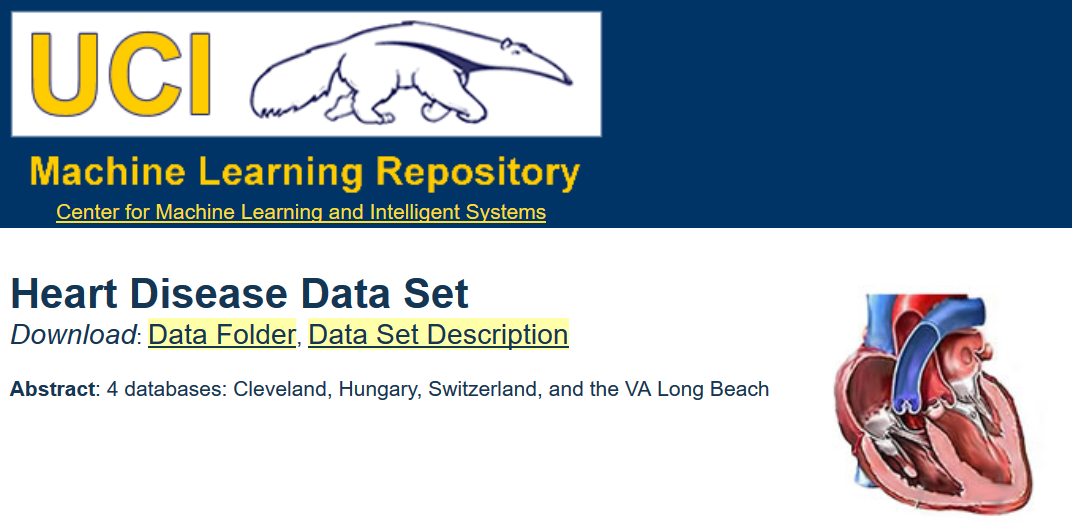 UCI
Machine Learning Repository
Center for Machine Learning and Intelligent Systems
Heart Disease Data Set
Download: Data Folder, Data Set Description
Abstract: 4 databases: Cleveland, Hungary, Switzerland, and the VA Long Beach